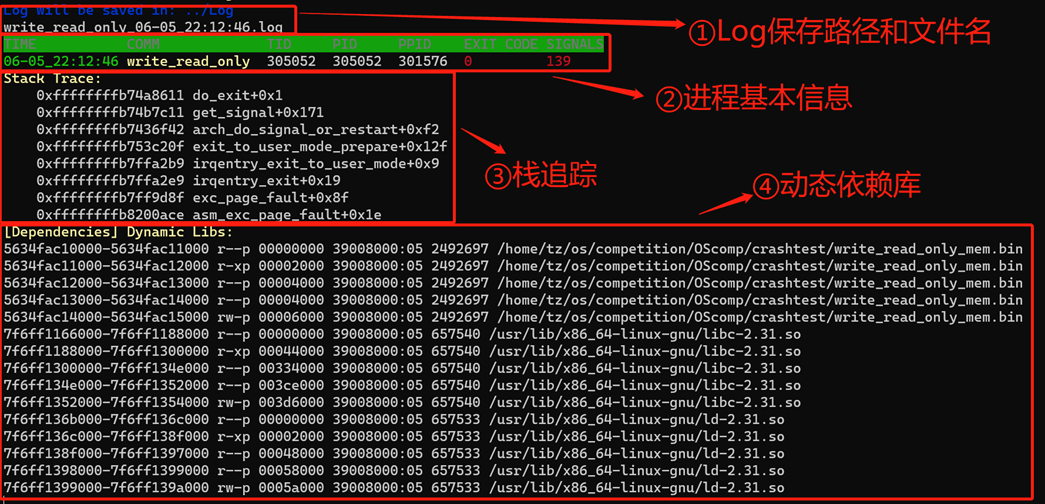 Log will be saved in: ../Log
write_read_only_06-05_22:12:46.log
①Log保存路径和文件名
TIME COMM TID PID PPID EXIT CODE SIGNALS
06-05_22:12:46 write_read_only 305052 305052 301576 0 139
②进程基本信息
Stack Trace:
0xffffffffb74a8611 do_exit+0x1
0xffffffffb74b7c11 get_signal+0x171
0xffffffffb7436f42 arch_do_signal_or_restart+0xf2
0xffffffffb753c20f exit_to_user_mode_prepare+0x12f
0xffffffffb7ffa2b9 irqentry_exit_to_user_mode+0x9
0xffffffffb7ffa2e9 irqentry_exit+0x19
0xffffffffb7ff9d8f exc_page_fault+0x8f
0xffffffffb8200ace asm_exc_page_fault+0x1e
③栈追踪
④动态依赖库
[Dependencies] Dynamic Libs:
5634fac10000-5634fac11000 r--p 00000000 39008000:05 2492697 /home/tz/os/competition/OScomp/crashtest/write_read_only_mem.bin
5634fac11000-5634fac12000 r-xp 00002000 39008000:05 2492697 /home/tz/os/competition/OScomp/crashtest/write_read_only_mem.bin
5634fac12000-5634fac13000 r--p 00004000 39008000:05 2492697 /home/tz/os/competition/OScomp/crashtest/write_read_only_mem.bin
5634fac13000-5634fac14000 r--p 00004000 39008000:05 2492697 /home/tz/os/competition/OScomp/crashtest/write_read_only_mem.bin
5634fac14000-5634fac15000 rw-p 00006000 39008000:05 2492697 /home/tz/os/competition/OScomp/crashtest/write_read_only_mem.bin
7f6ff1166000-7f6ff1188000 r--p 00000000 39008000:05 657540 /usr/lib/x86_64-linux-gnu/libc-2.31.so
7f6ff1188000-7f6ff1300000 r-xp 00044000 39008000:05 657540 /usr/lib/x86_64-linux-gnu/libc-2.31.so
7f6ff1300000-7f6ff134e000 r--p 00334000 39008000:05 657540 /usr/lib/x86_64-linux-gnu/libc-2.31.so
7f6ff134e000-7f6ff1352000 r--p 003ce000 39008000:05 657540 /usr/lib/x86_64-linux-gnu/libc-2.31.so
7f6ff1352000-7f6ff1354000 rw-p 003d6000 39008000:05 657540 /usr/lib/x86_64-linux-gnu/libc-2.31.so
7f6ff136b000-7f6ff136c000 r--p 00000000 39008000:05 657533 /usr/lib/x86_64-linux-gnu/ld-2.31.so
7f6ff136c000-7f6ff138f000 r-xp 00002000 39008000:05 657533 /usr/lib/x86_64-linux-gnu/ld-2.31.so
7f6ff138f000-7f6ff1397000 r--p 00048000 39008000:05 657533 /usr/lib/x86_64-linux-gnu/ld-2.31.so
7f6ff1398000-7f6ff1399000 r--p 00058000 39008000:05 657533 /usr/lib/x86_64-linux-gnu/ld-2.31.so
7f6ff1399000-7f6ff139a000 rw-p 0005a000 39008000:05 657533 /usr/lib/x86_64-linux-gnu/ld-2.31.so